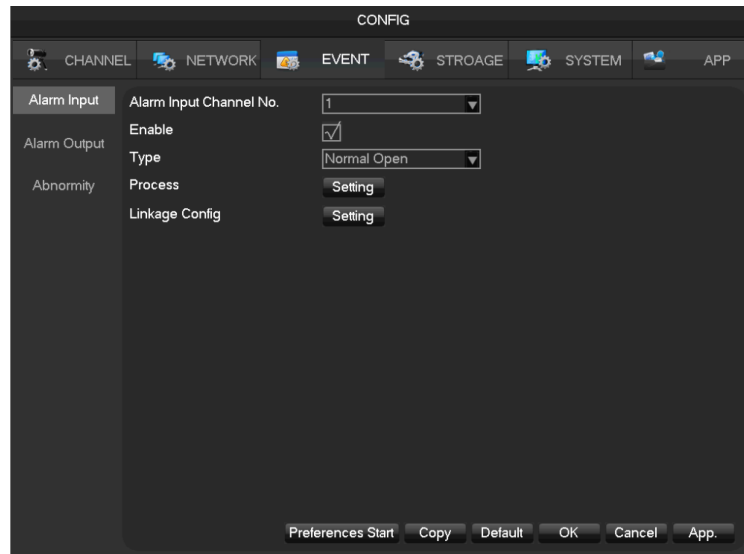 CONFIG
CHANNEL NETWORK EVENT STROAGE SYSTEM APP
Alarm Input
Alarm Output
Abnormity
Alarm Input Channel No. 1
Enable
Type Normal Open
Process Setting
Linkage Config Setting
Preferences Start Copy Default OK Cancel App.